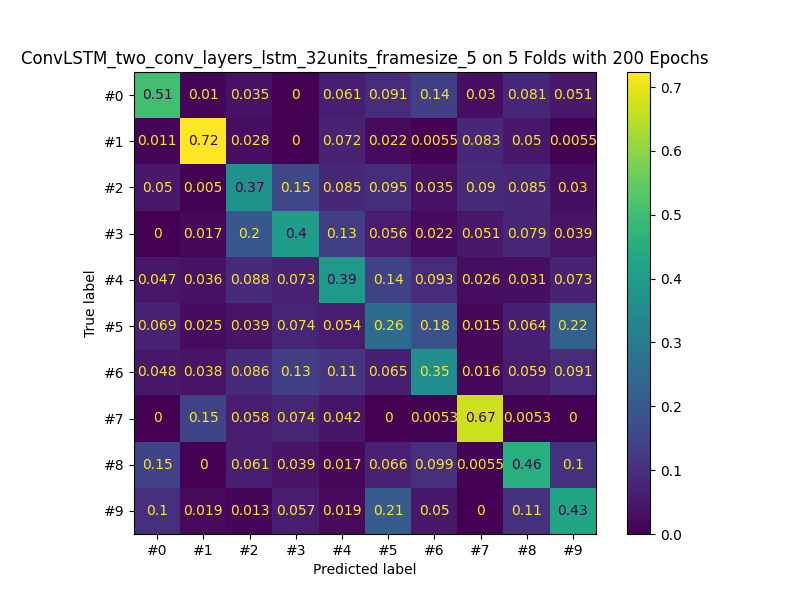 ConvLSTM_two_conv_layers_lstm_32units_framesize_5 on 5 Folds with 200 Epochs
#0 0.51 0.01 0.035 0 0.061 0.091 0.14 0.03 0.081 0.051
#1 0.011 0.72 0.028 0 0.072 0.022 0.0055 0.083 0.05 0.0055
#2 0.05 0.005 0.37 0.15 0.085 0.095 0.035 0.09 0.085 0.03
#3 0 0.017 0.2 0.4 0.13 0.056 0.022 0.051 0.079 0.039
#4 0.047 0.036 0.088 0.073 0.39 0.14 0.093 0.026 0.031 0.073
#5 0.069 0.025 0.039 0.074 0.054 0.26 0.18 0.015 0.064 0.22
#6 0.048 0.038 0.086 0.13 0.11 0.065 0.35 0.016 0.059 0.091
#7 0 0.15 0.058 0.074 0.042 0 0.0053 0.67 0.0053 0
#8 0.15 0 0.061 0.039 0.017 0.066 0.099 0.0055 0.46 0.1
#9 0.1 0.019 0.013 0.057 0.019 0.21 0.05 0 0.11 0.43
#0 #1 #2 #3 #4 #5 #6 #7 #8 #9
Predicted label
True label
0.7
0.6
0.5
0.4
0.3
0.2
0.1
0.0